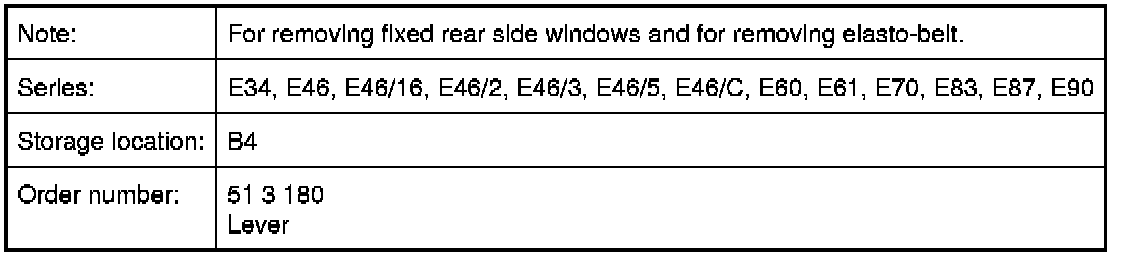 Note: For removing fixed rear side windows and for removing elasto-belt.
Series: E34, E46, E46/16, E46/2, E46/3, E46/5, E46/C, E60, E61, E70, E83, E87, E90
Storage location: B4
Order number: 51 3 180
Lever